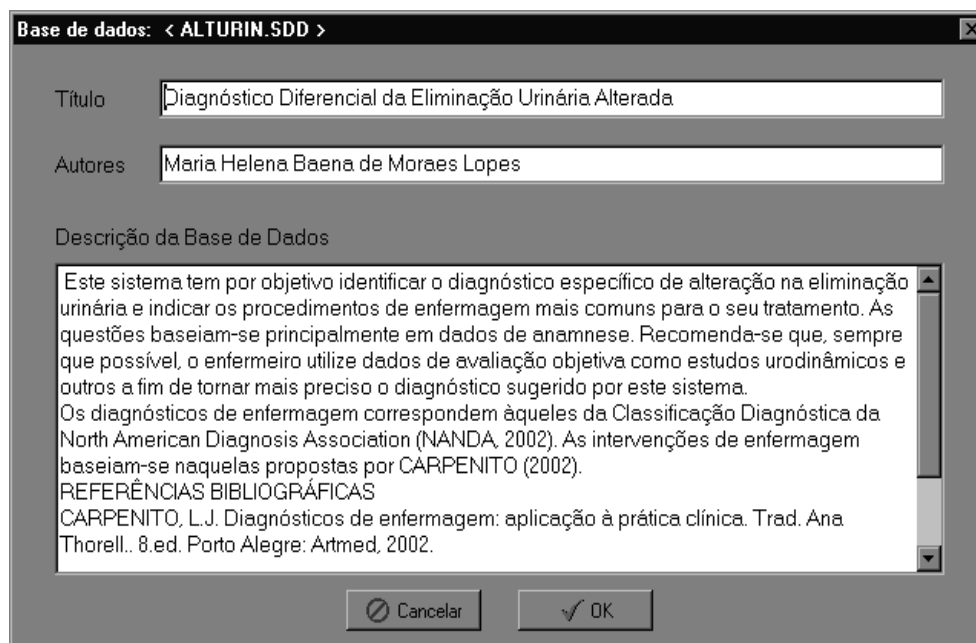 Base de dados: < ALTURIN.SDD >
Título
Diagnóstico Diferencial da Eliminação Urinária Alterada
Autores
Maria Helena Baena de Moraes Lopes
Descrição da Base de Dados
Este sistema tem por objetivo identificar o diagnóstico específico de alteração na eliminação
urinária e indicar os procedimentos de enfermagem mais comuns para o seu tratamento. As
questões baseiam-se principalmente em dados de anamnese. Recomenda-se que, sempre
que possível, o enfermeiro utilize dados de avaliação objetiva como estudos urodinâmicos e
outros a fim de tornar mais preciso o diagnóstico sugerido por este sistema.
Os diagnósticos de enfermagem correspondem àqueles da Classificação Diagnóstica da
North American Diagnosis Association (NANDA, 2002). As intervenções de enfermagem
baseiam-se naquelas propostas por CARPENITO (2002).
REFERÊNCIAS BIBLIOGRÁFICAS
CARPENITO, L.J. Diagnósticos de enfermagem: aplicação à prática clínica. Trad. Ana
Thorell.. 8.ed. Porto Alegre: Artmed, 2002.
Cancelar
OK